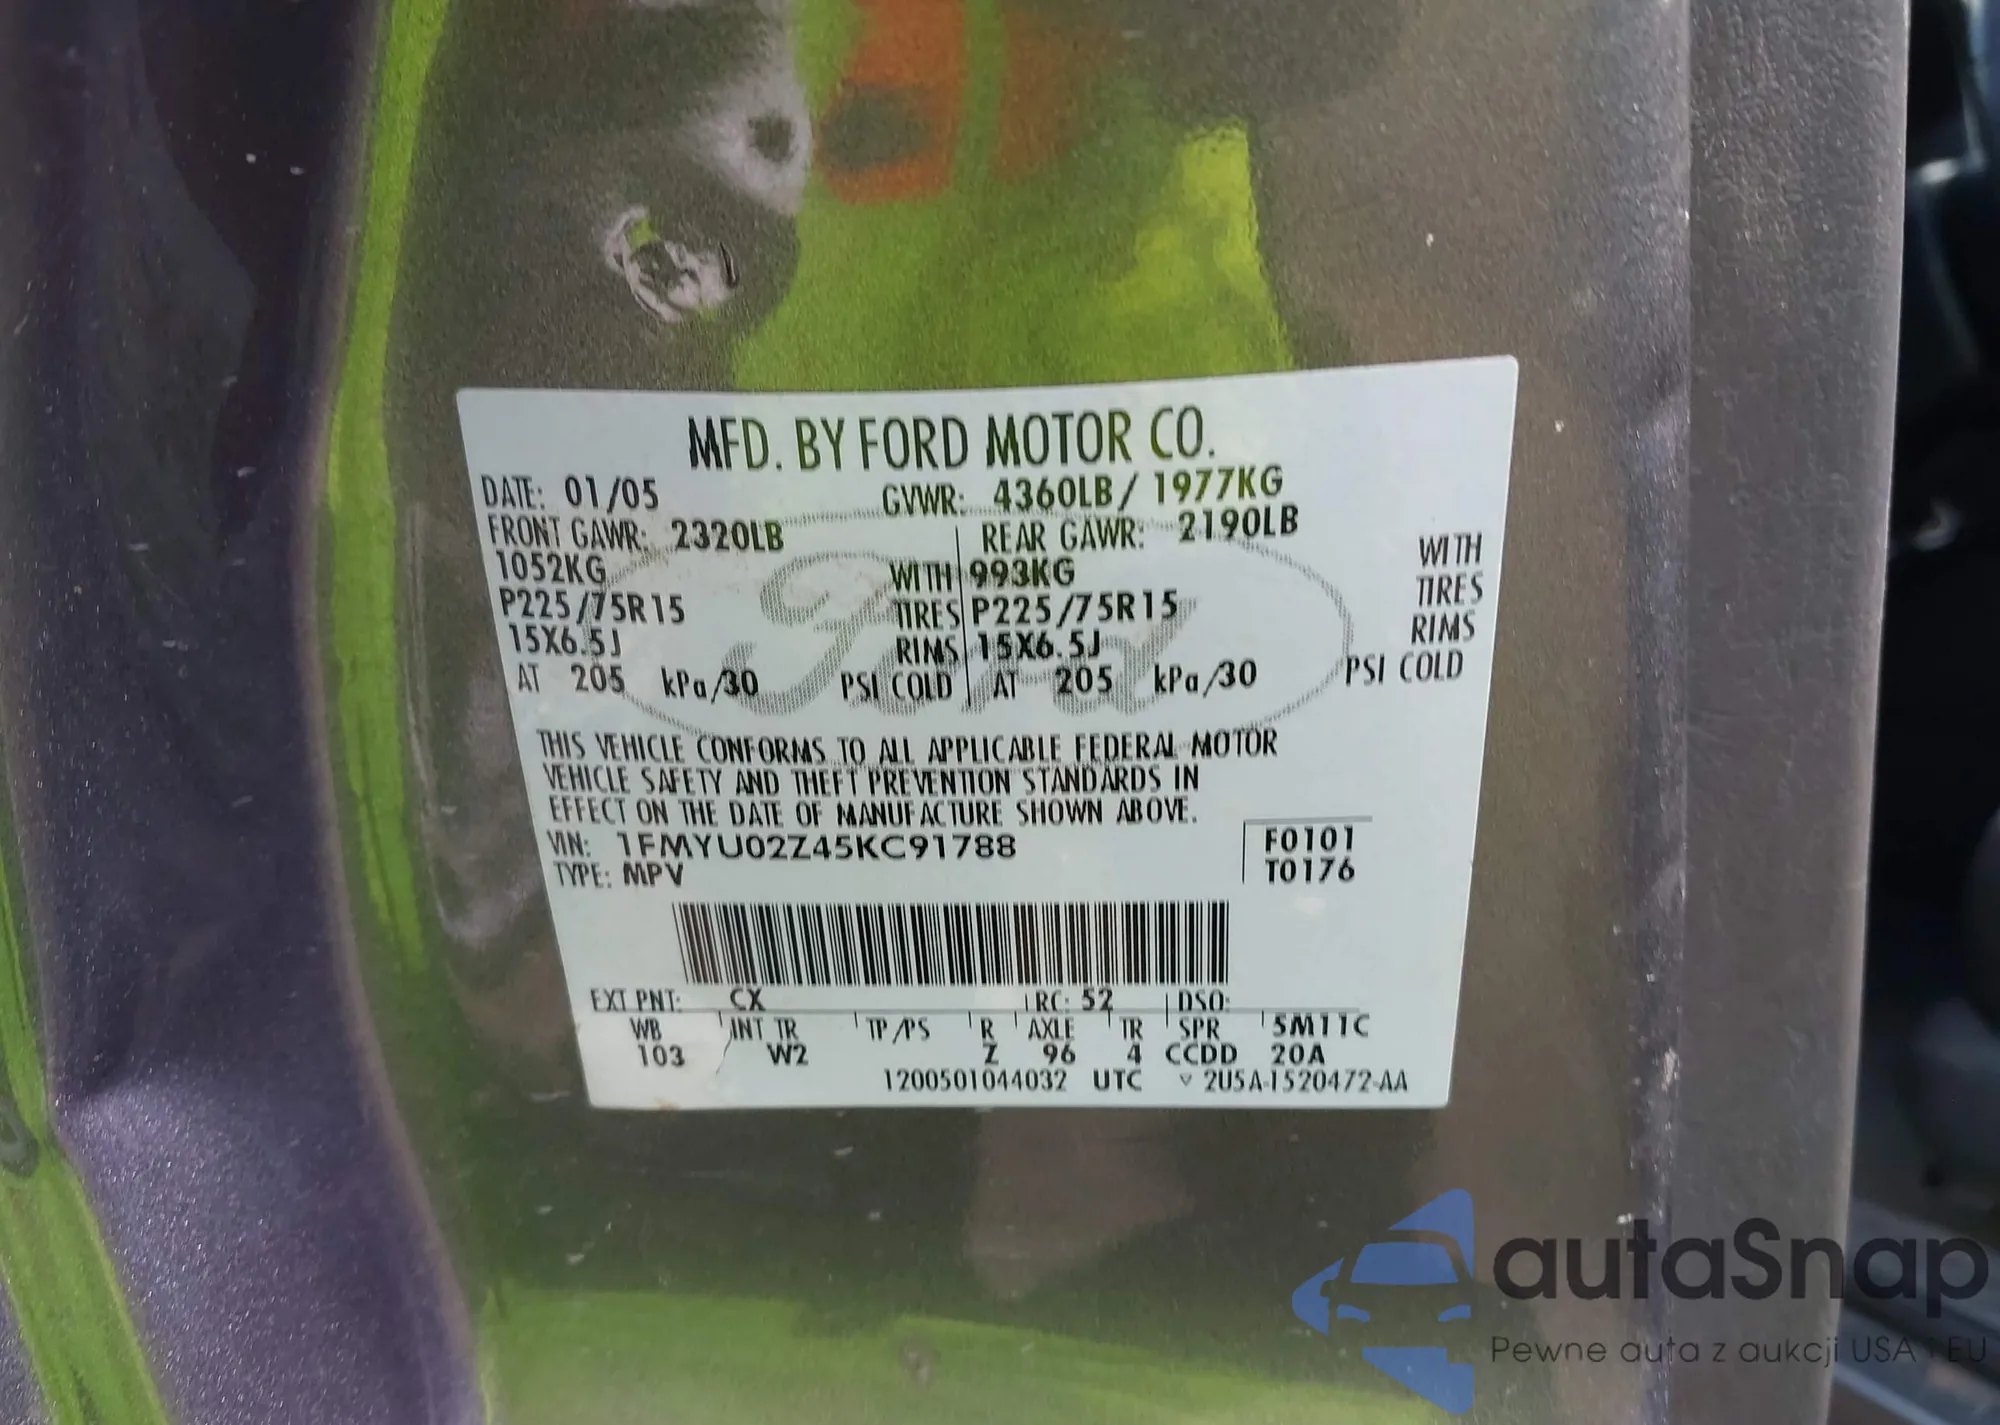 MFD. BY FORD MOTOR CO.
DATE: 01/05 GVWR: 4360LB / 1977KG
FRONT GAWR: 2320LB REAR GAWR: 2190LB
1052KG WITH 993KG WITH
P225/75R15 TIRES P225/75R15 TIRES
15X6.5J RIMS 15X6.5J RIMS
AT 205 kPa/30 PSI COLD AT 205 kPa/30 PSI COLD
Ford
THIS VEHICLE CONFORMS TO ALL APPLICABLE FEDERAL MOTOR
VEHICLE SAFETY AND THEFT PREVENTION STANDARDS IN
EFFECT ON THE DATE OF MANUFACTURE SHOWN ABOVE.
VIN: 1FMYU02Z45KC91788 F0101
TYPE: MPV T0176
EXT PNT: CX RC: 52 DSO:
WB INT TR TP/PS R AXLE TR SPR 5M11C
103 W2 Z 96 4 CCDD 20A
1200501044032 UTC ▽ 2U5A-1520472-AA
autaSnap
Pewne auta z aukcji USA i EU